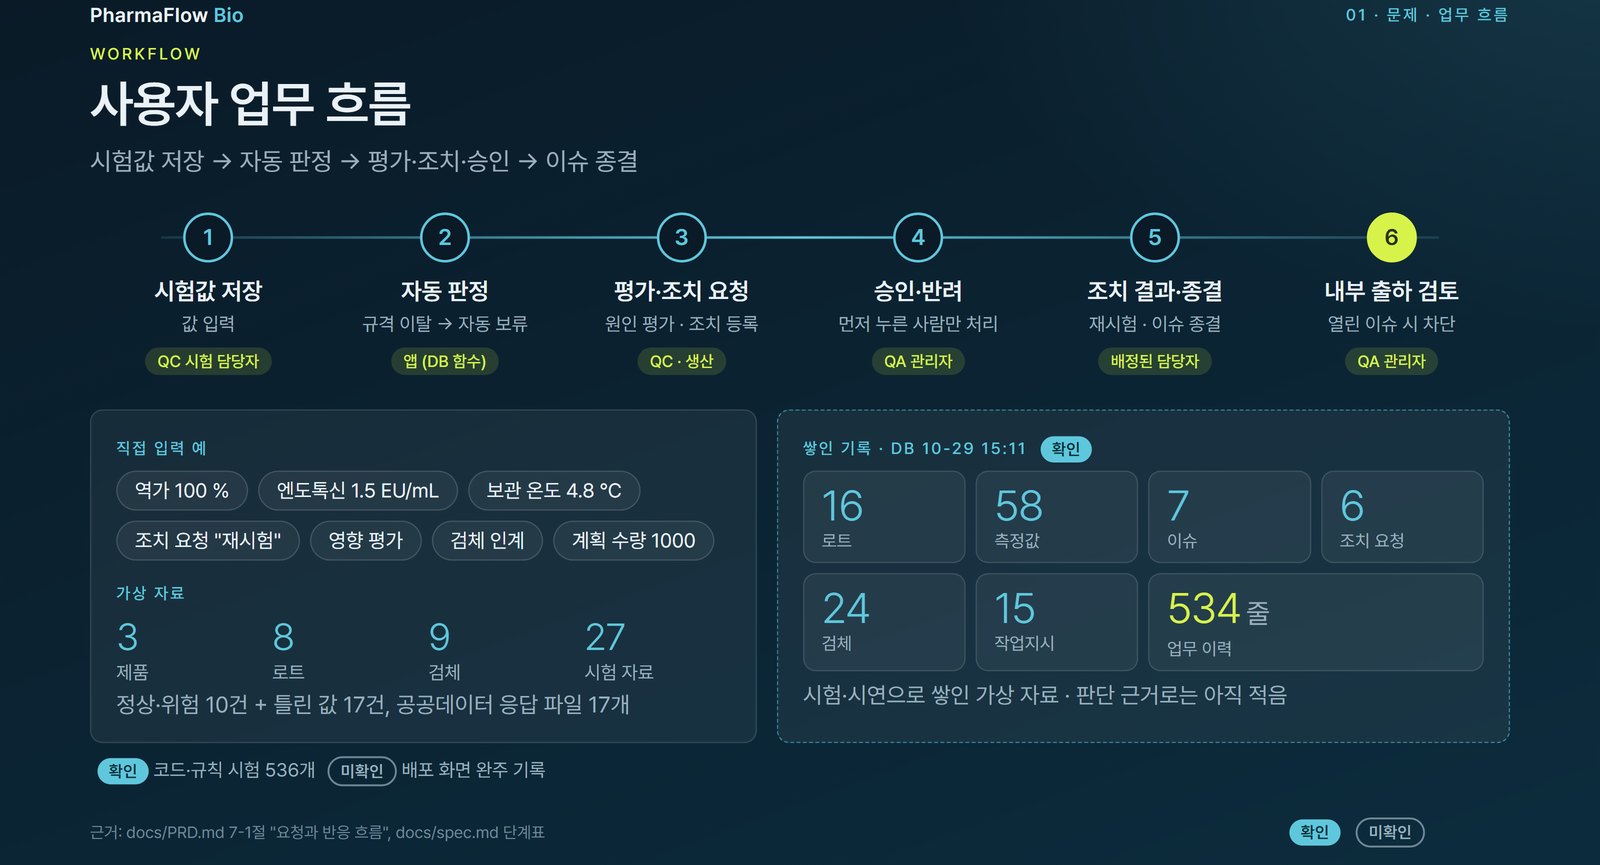 PharmaFlow Bio
01 · 문제 · 업무 흐름
WORKFLOW
사용자 업무 흐름
시험값 저장 → 자동 판정 → 평가·조치·승인 → 이슈 종결
1
시험값 저장
값 입력
QC 시험 담당자
2
자동 판정
규격 이탈 → 자동 보류
앱 (DB 함수)
3
평가·조치 요청
원인 평가 · 조치 등록
QC · 생산
4
승인·반려
먼저 누른 사람만 처리
QA 관리자
5
조치 결과·종결
재시험 · 이슈 종결
배정된 담당자
6
내부 출하 검토
열린 이슈 시 차단
QA 관리자
직접 입력 예
역가 100 %
엔도톡신 1.5 EU/mL
보관 온도 4.8 °C
조치 요청 "재시험"
영향 평가
검체 인계
계획 수량 1000
가상 자료
3
제품
8
로트
9
검체
27
시험 자료
정상·위험 10건 + 틀린 값 17건, 공공데이터 응답 파일 17개
쌓인 기록 · DB 10-29 15:11 확인
16
로트
58
측정값
7
이슈
6
조치 요청
24
검체
15
작업지시
534 줄
업무 이력
시험·시연으로 쌓인 가상 자료 · 판단 근거로는 아직 적음
확인 코드·규칙 시험 536개 미확인 배포 화면 완주 기록
근거: docs/PRD.md 7-1절 "요청과 반응 흐름", docs/spec.md 단계표
확인 미확인